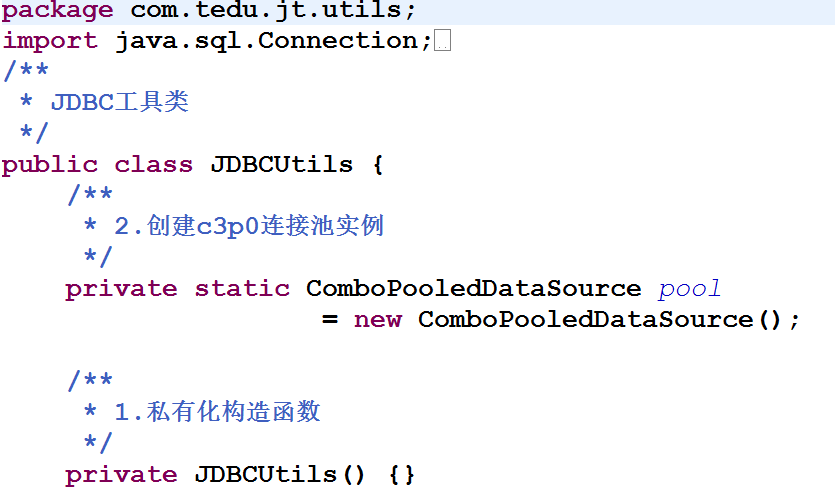 package com.tedu.jt.utils;
import java.sql.Connection;
/**
 * JDBC工具类
 */
public class JDBCUtils {
    /**
     * 2.创建c3p0连接池实例
     */
    private static ComboPooledDataSource pool
                    = new ComboPooledDataSource();
    /**
     * 1.私有化构造函数
     */
    private JDBCUtils() {}